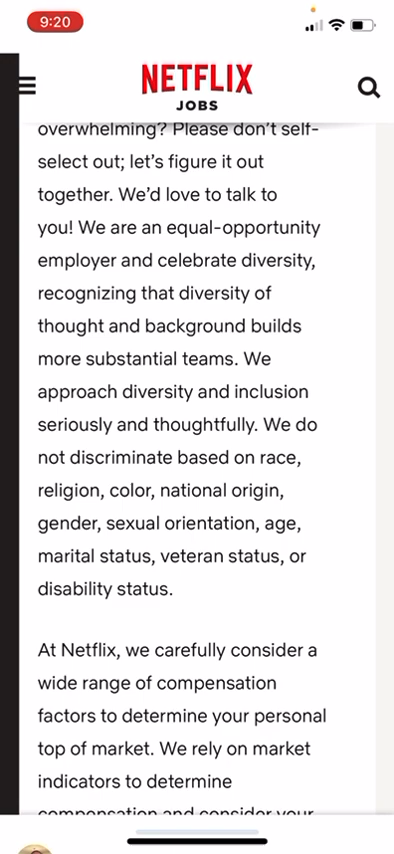 9:20
NETFLIX
JOBS
overwhelming? Please don't self-
select out; let's figure it out
together. We'd love to talk to
you! We are an equal-opportunity
employer and celebrate diversity,
recognizing that diversity of
thought and background builds
more substantial teams. We
approach diversity and inclusion
seriously and thoughtfully. We do
not discriminate based on race,
religion, color, national origin,
gender, sexual orientation, age,
marital status, veteran status, or
disability status.
At Netflix, we carefully consider a
wide range of compensation
factors to determine your personal
top of market. We rely on market
indicators to determine
compensation and consider your